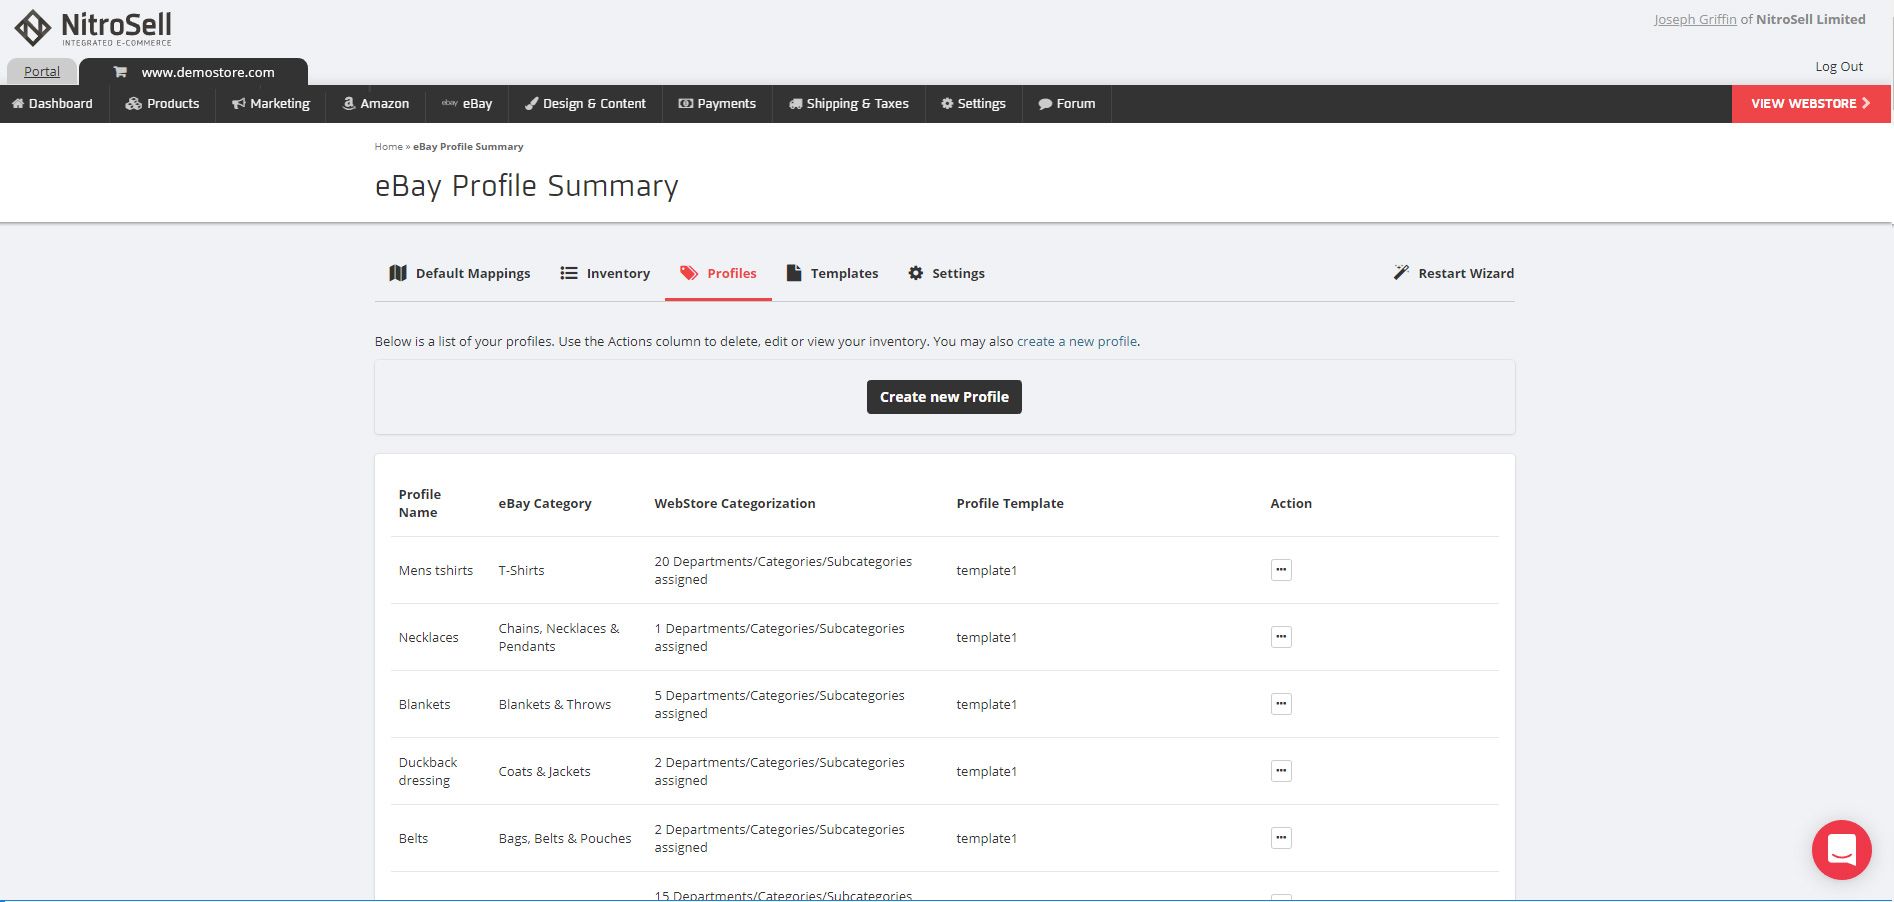 NitroSell
INTEGRATED E-COMMERCE
Joseph Griffin of NitroSell Limited
Portal
www.demostore.com
Log Out
Dashboard
Products
Marketing
Amazon
ebay eBay
Design & Content
Payments
Shipping & Taxes
Settings
Forum
VIEW WEBSTORE
Home » eBay Profile Summary
eBay Profile Summary
Default Mappings
Inventory
Profiles
Templates
Settings
Restart Wizard
Below is a list of your profiles. Use the Actions column to delete, edit or view your inventory. You may also create a new profile.
Create new Profile
Profile
Name
eBay Category
WebStore Categorization
Profile Template
Action
Mens tshirts
T-Shirts
20 Departments/Categories/Subcategories
assigned
template1
Necklaces
Chains, Necklaces &
Pendants
1 Departments/Categories/Subcategories
assigned
template1
Blankets
Blankets & Throws
5 Departments/Categories/Subcategories
assigned
template1
Duckback
dressing
Coats & Jackets
2 Departments/Categories/Subcategories
assigned
template1
Belts
Bags, Belts & Pouches
2 Departments/Categories/Subcategories
assigned
template1
15 Departments/Categories/Subcategories